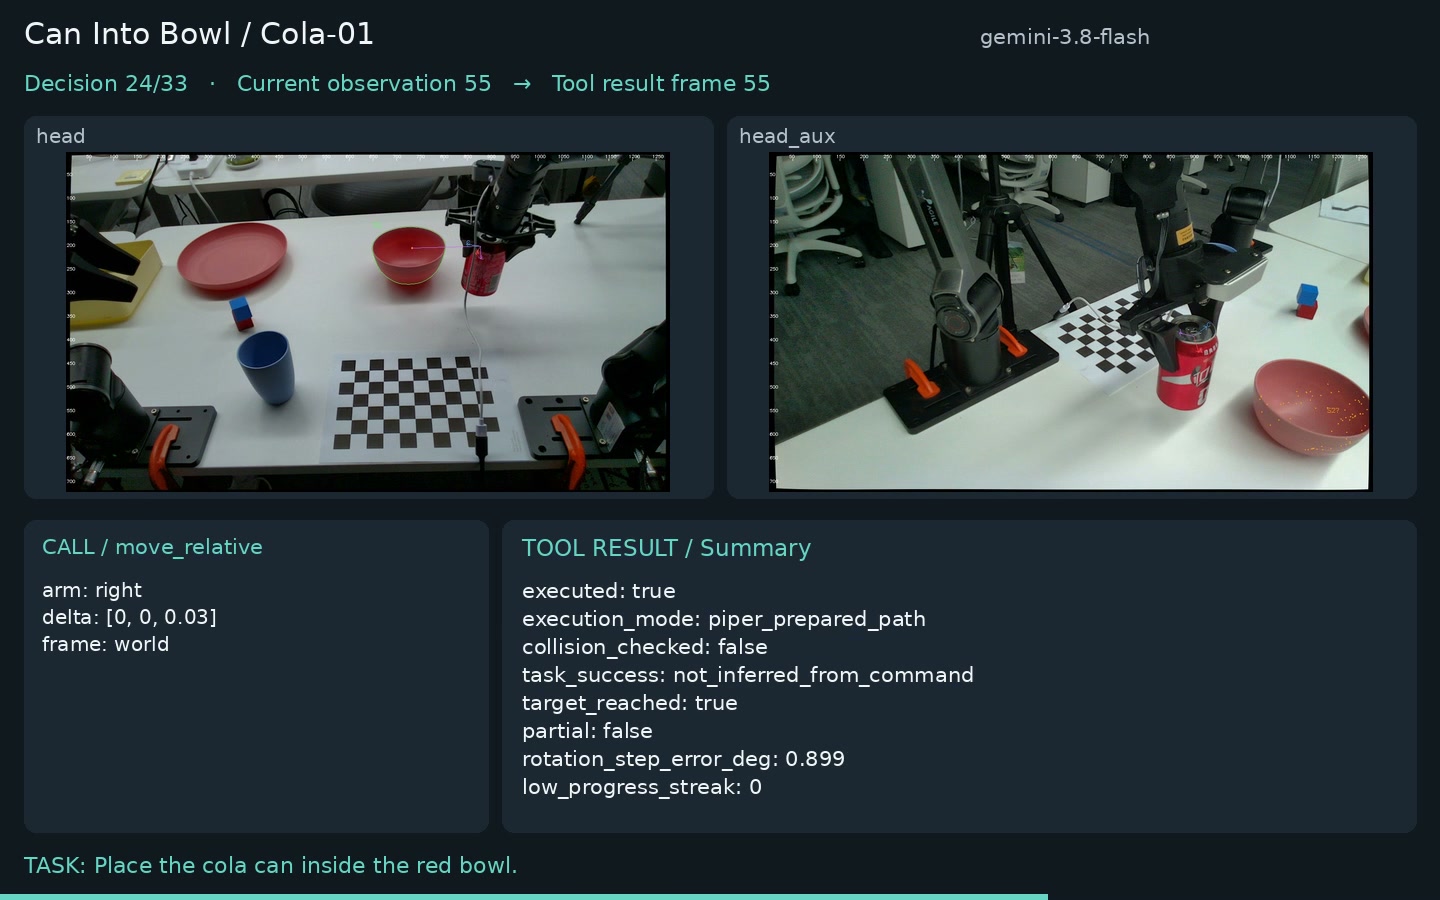 Can Into Bowl / Cola-01
gemini-3.8-flash
Decision 24/33 · Current observation 55 → Tool result frame 55
head
head_aux
CALL / move_relative
arm: right
delta: [0, 0, 0.03]
frame: world
TOOL RESULT / Summary
executed: true
execution_mode: piper_prepared_path
collision_checked: false
task_success: not_inferred_from_command
target_reached: true
partial: false
rotation_step_error_deg: 0.899
low_progress_streak: 0
TASK: Place the cola can inside the red bowl.